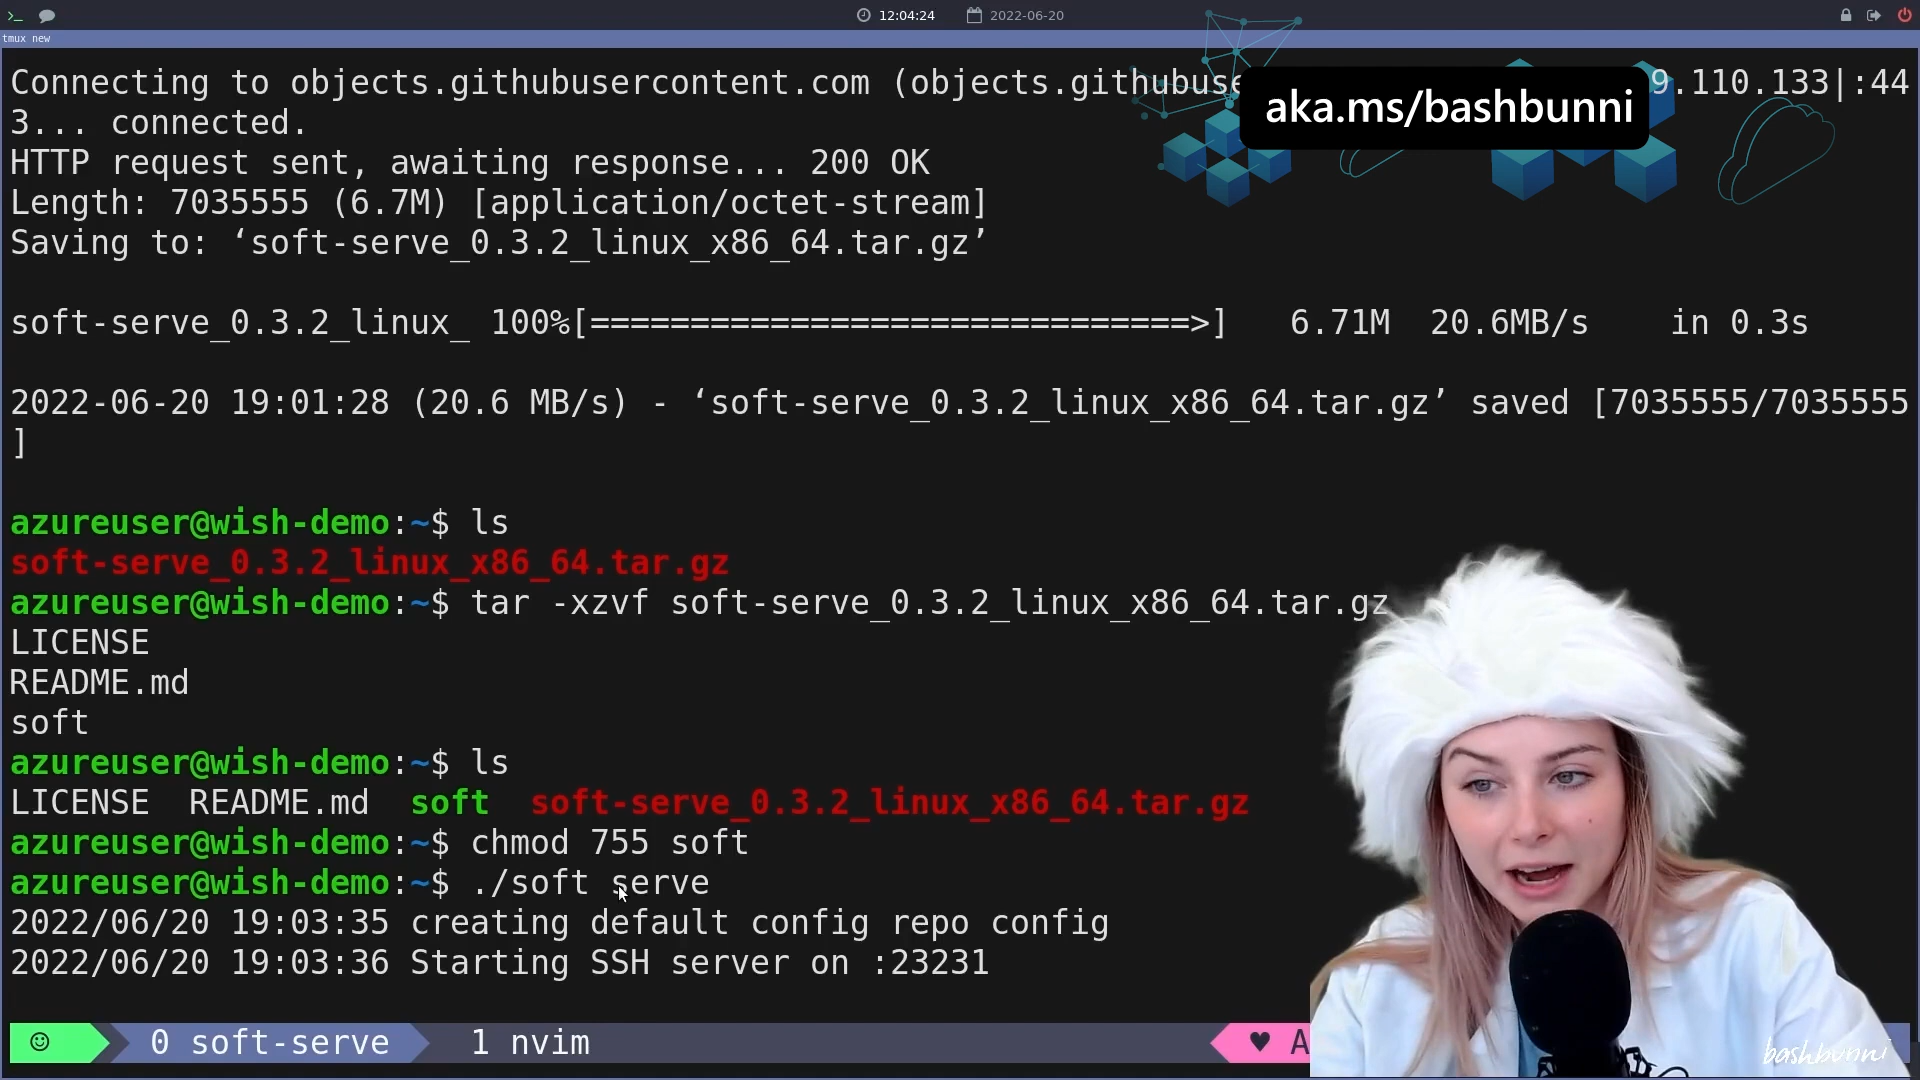 12:04:24 2022-06-20
tmux new
Connecting to objects.githubusercontent.com (objects.githubuse 9.110.133|:44
aka.ms/bashbunni
3... connected.
HTTP request sent, awaiting response... 200 OK
Length: 7035555 (6.7M) [application/octet-stream]
Saving to: ‘soft-serve_0.3.2_linux_x86_64.tar.gz’
soft-serve_0.3.2_linux_ 100%[==============================>] 6.71M 20.6MB/s in 0.3s
2022-06-20 19:01:28 (20.6 MB/s) - ‘soft-serve_0.3.2_linux_x86_64.tar.gz’ saved [7035555/7035555
]
azureuser@wish-demo:~$ ls
soft-serve_0.3.2_linux_x86_64.tar.gz
azureuser@wish-demo:~$ tar -xzvf soft-serve_0.3.2_linux_x86_64.tar.gz
LICENSE
README.md
soft
azureuser@wish-demo:~$ ls
LICENSE README.md soft soft-serve_0.3.2_linux_x86_64.tar.gz
azureuser@wish-demo:~$ chmod 755 soft
azureuser@wish-demo:~$ ./soft serve
2022/06/20 19:03:35 creating default config repo config
2022/06/20 19:03:36 Starting SSH server on :23231
0 soft-serve 1 nvim ♥ A
bashbunni